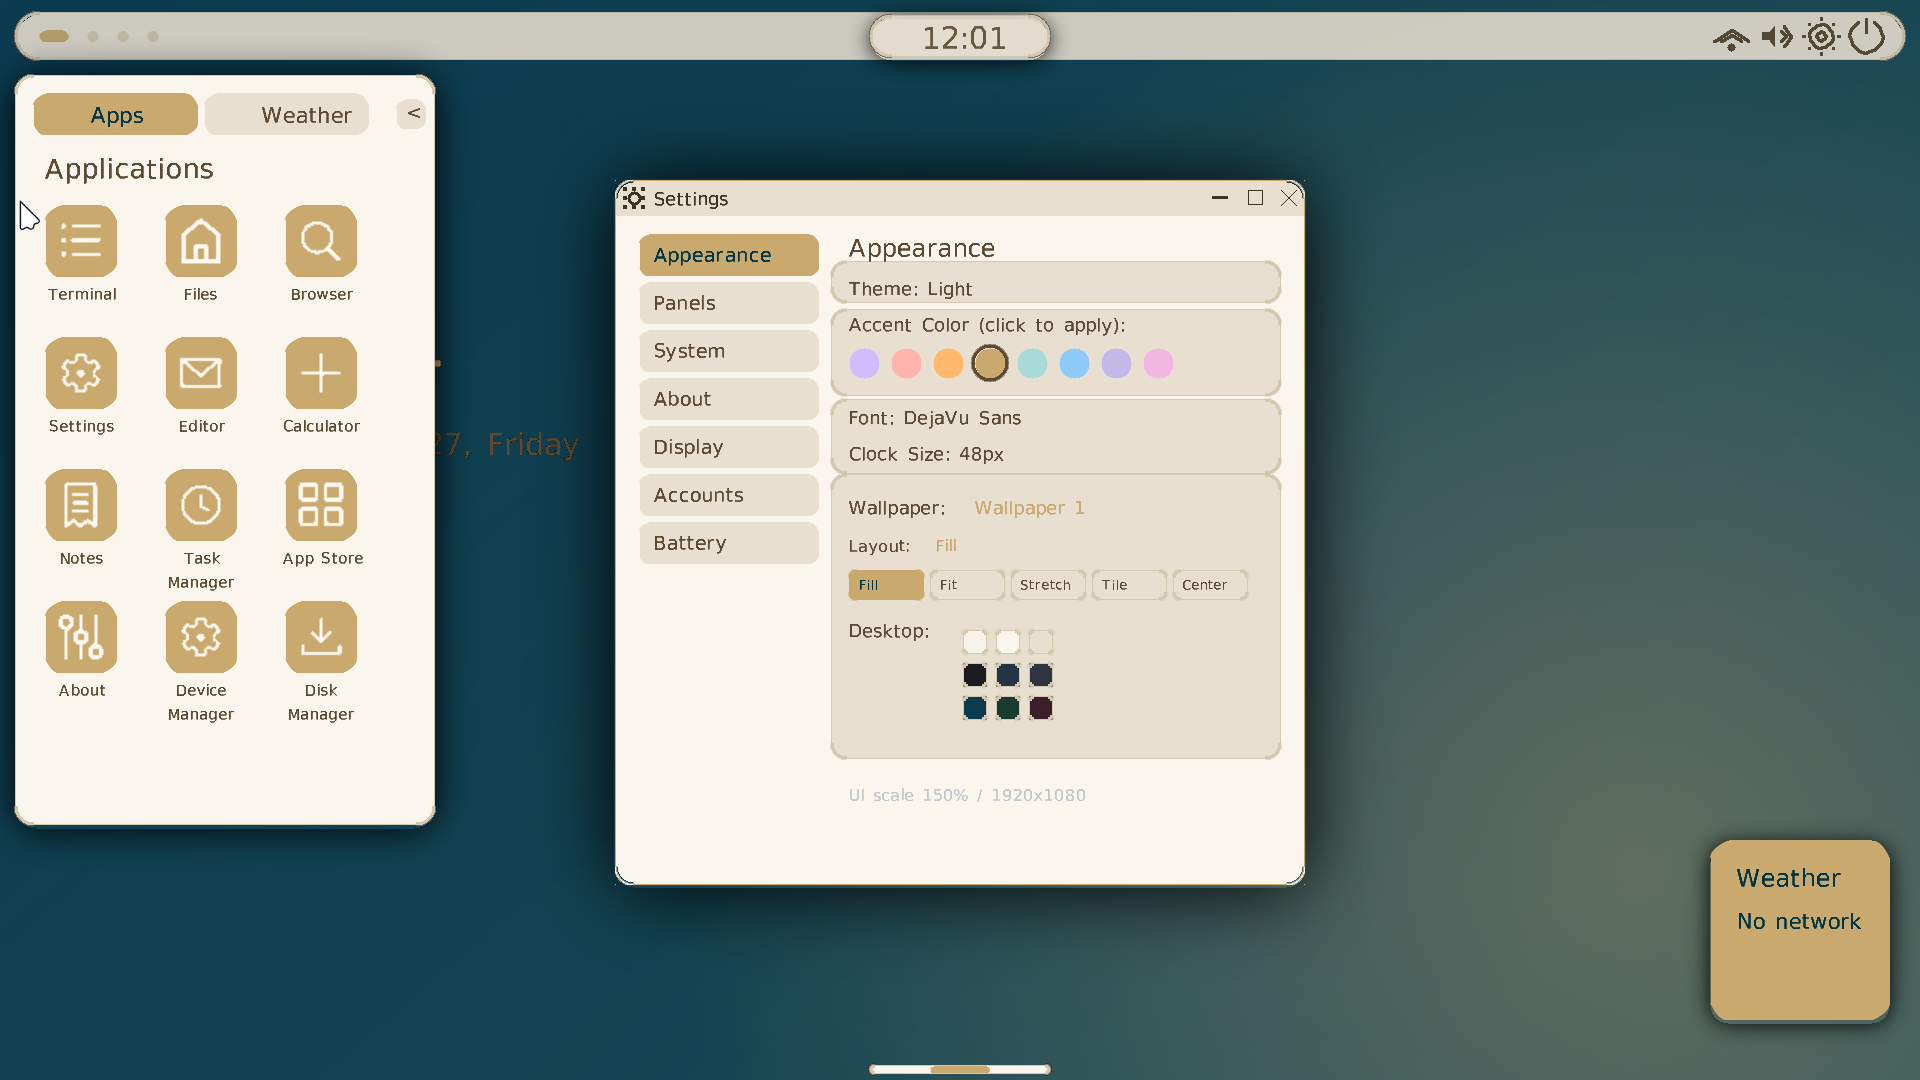 12:01
Apps
Weather
<
Applications
Terminal
Files
Browser
Settings
Editor
Calculator
Notes
Task
Manager
App Store
About
Device
Manager
Disk
Manager
27, Friday
Settings
Appearance
Panels
System
About
Display
Accounts
Battery
Appearance
Theme: Light
Accent Color (click to apply):
Font: DejaVu Sans
Clock Size: 48px
Wallpaper: Wallpaper 1
Layout: Fill
Fill
Fit
Stretch
Tile
Center
Desktop:
UI scale 150% / 1920x1080
Weather
No network